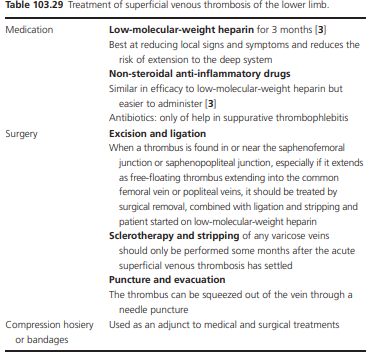 Table 103.29 Treatment of superficial venous thrombosis of the lower limb.
Medication
Low-molecular-weight heparin for 3 months [3]
Best at reducing local signs and symptoms and reduces the
risk of extension to the deep system
Non-steroidal anti-inflammatory drugs
Similar in efficacy to low-molecular-weight heparin but
easier to administer [3]
Antibiotics: only of help in suppurative thrombophlebitis
Surgery
Excision and ligation
When a thrombus is found in or near the saphenofemoral
junction or saphenopopliteal junction, especially if it extends
as free-floating thrombus extending into the common
femoral vein or popliteal veins, it should be treated by
surgical removal, combined with ligation and stripping and
patient started on low-molecular-weight heparin
Sclerotherapy and stripping of any varicose veins
should only be performed some months after the acute
superficial venous thrombosis has settled
Puncture and evacuation
The thrombus can be squeezed out of the vein through a
needle puncture
Compression hosiery
or bandages
Used as an adjunct to medical and surgical treatments